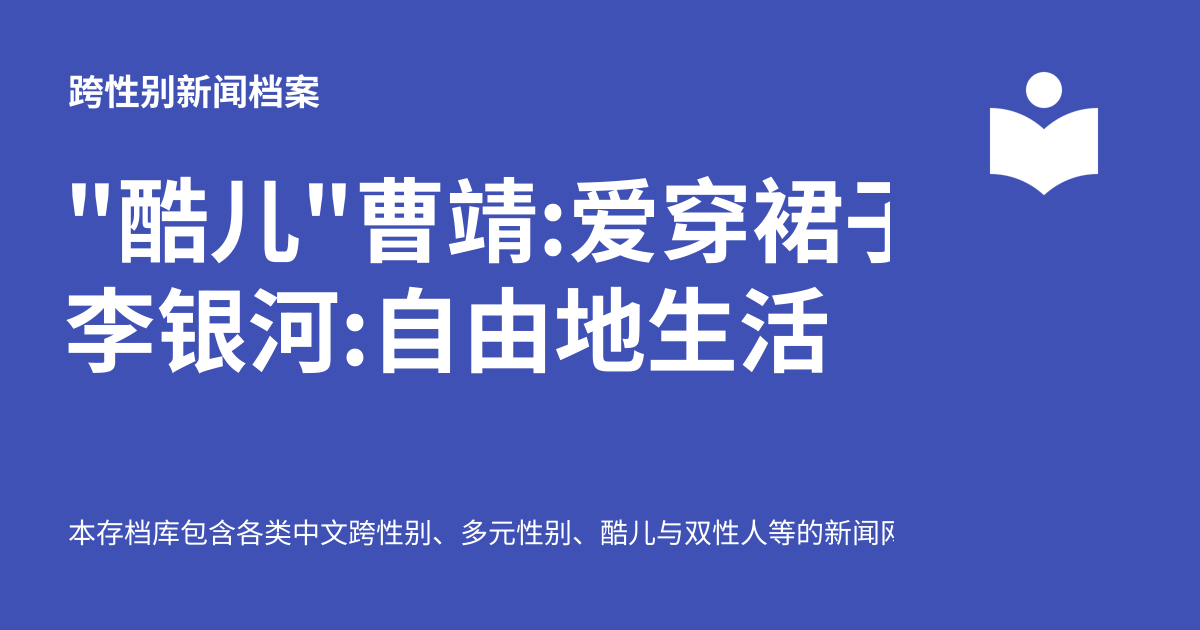 跨性别新闻档案
"酷儿"曹靖:爱穿裙
李银河:自由地生活
本存档库包含各类中文跨性别、多元性别、酷儿与双性人等的新闻